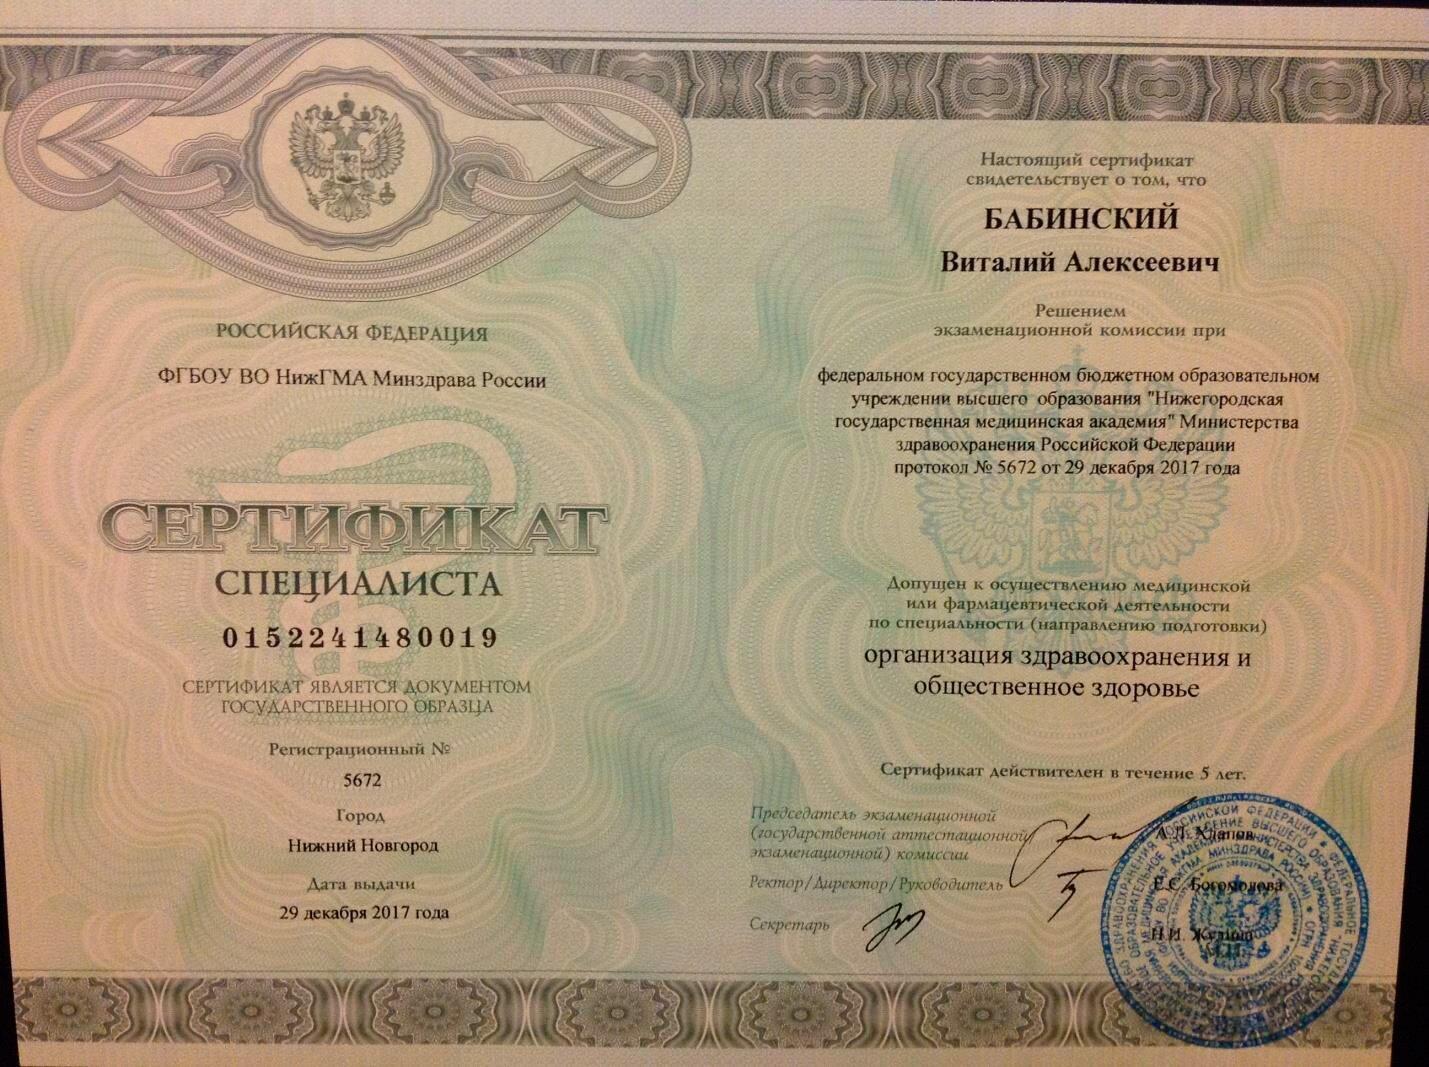 РОССИЙСКАЯ ФЕДЕРАЦИЯ
ФГБОУ ВО НижГМА Минздрава России
СЕРТИФИКАТ
СПЕЦИАЛИСТА
0152241480019
СЕРТИФИКАТ ЯВЛЯЕТСЯ ДОКУМЕНТОМ
ГОСУДАРСТВЕННОГО ОБРАЗЦА
Регистрационный №
5672
Город
Нижний Новгород
Дата выдачи
29 декабря 2017 года
Настоящий сертификат
свидетельствует о том, что
БАБИНСКИЙ
Виталий Алексеевич
Решением
экзаменационной комиссии при
федеральном государственном бюджетном образовательном
учреждении высшего образования "Нижегородская
государственная медицинская академия" Министерства
здравоохранения Российской Федерации
протокол № 5672 от 29 декабря 2017 года
Допущен к осуществлению медицинской
или фармацевтической деятельности
по специальности (направлению подготовки)
организация здравоохранения и
общественное здоровье
Сертификат действителен в течение 5 лет.
Председатель экзаменационной
(государственной аттестационной
экзаменационной) комиссии
А.Л. Хлапов
Ректор/Директор/Руководитель
Е.С. Богомолова
Секретарь
Н.И.